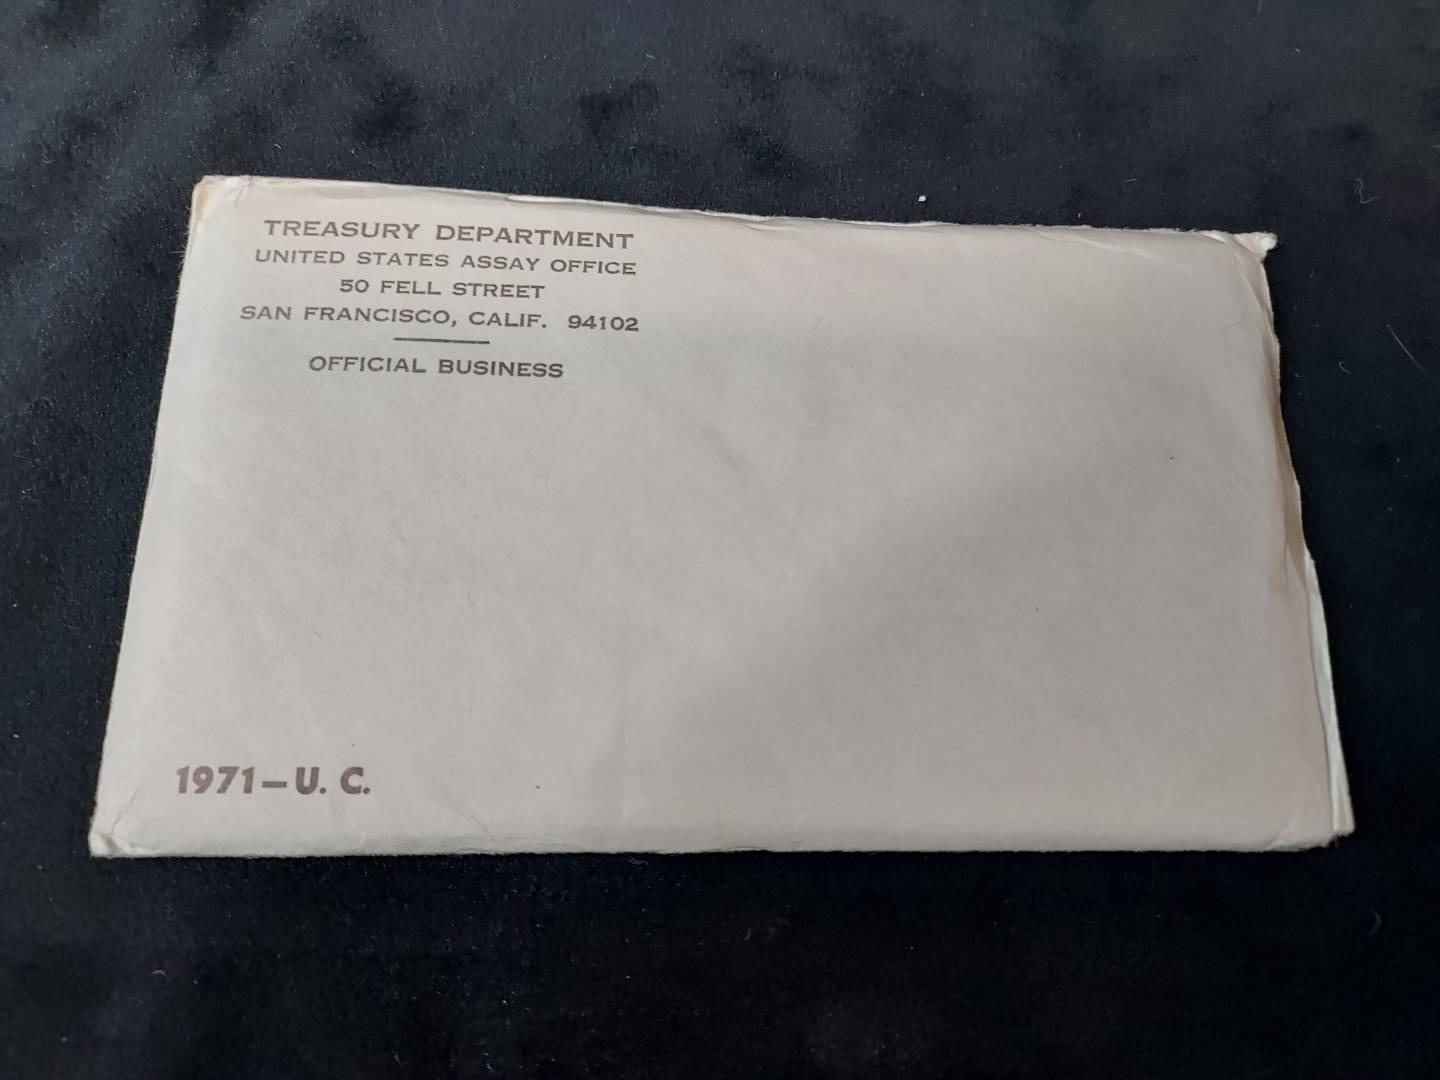 TREASURY DEPARTMENT
UNITED STATES ASSAY OFFICE
50 FELL STREET
SAN FRANCISCO, CALIF. 94102
OFFICIAL BUSINESS
1971-U. C.